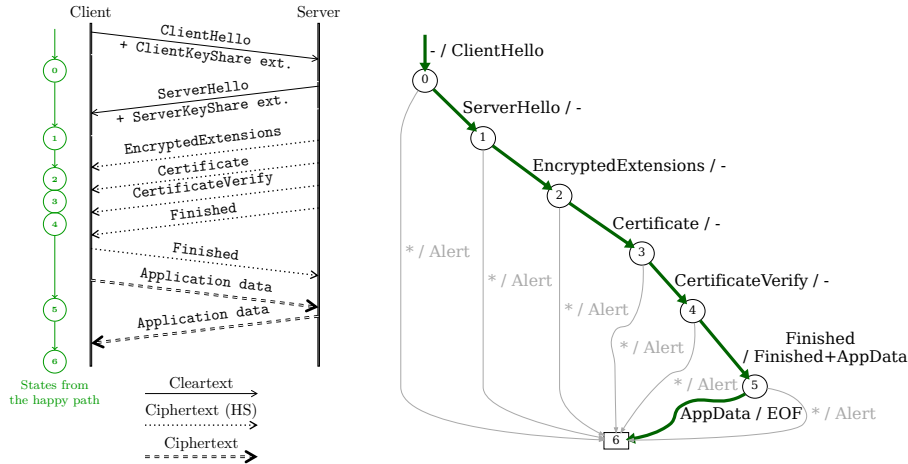 Client
Server
ClientHello
+ ClientKeyShare ext.
0
ServerHello
+ ServerKeyShare ext.
1
EncryptedExtensions
2
Certificate
3
CertificateVerify
4
Finished
Finished
Application data
5
Application data
6
States from
the happy path
Cleartext
Ciphertext (HS)
Ciphertext
- / ClientHello
0
ServerHello / -
1
EncryptedExtensions / -
2
Certificate / -
3
CertificateVerify / -
4
Finished
/ Finished+AppData
5
AppData / EOF
6
* / Alert
* / Alert
* / Alert
* / Alert
* / Alert
* / Alert